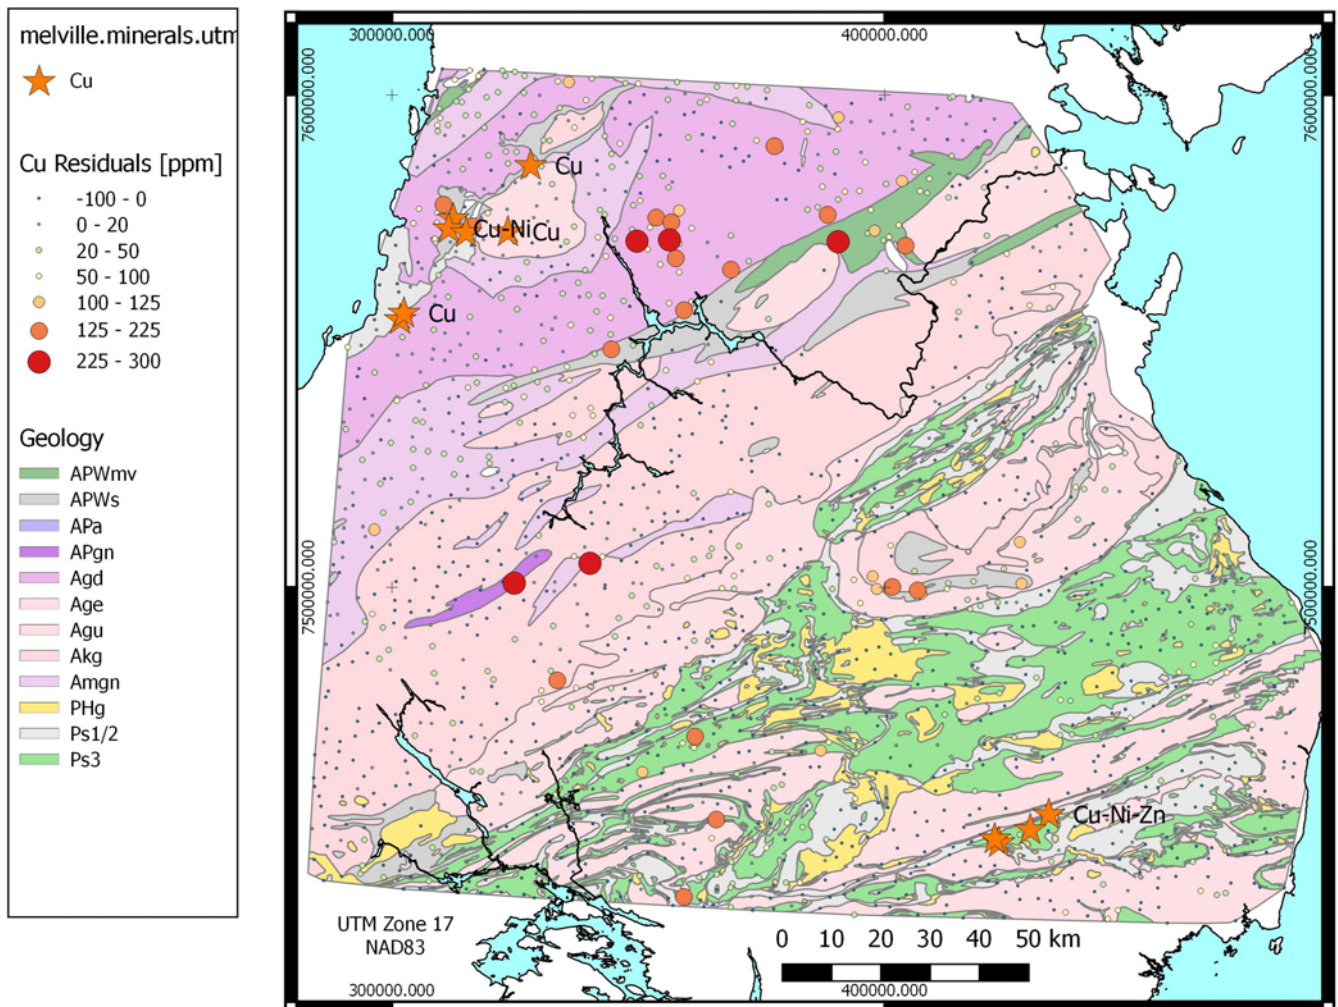 melville.minerals.utm
Cu
Cu Residuals [ppm]
-100 - 0
0 - 20
20 - 50
50 - 100
100 - 125
125 - 225
225 - 300
Geology
APWmv
APWs
APa
APgn
Agd
Age
Agu
Akg
Amgn
PHg
Ps1/2
Ps3
300000.000
400000.000
7600000.000
7600000.000
Cu
Cu-Ni
Cu
Cu
7500000.000
7500000.000
Cu-Ni-Zn
UTM Zone 17
NAD83
0 10 20 30 40 50 km
300000.000
400000.000